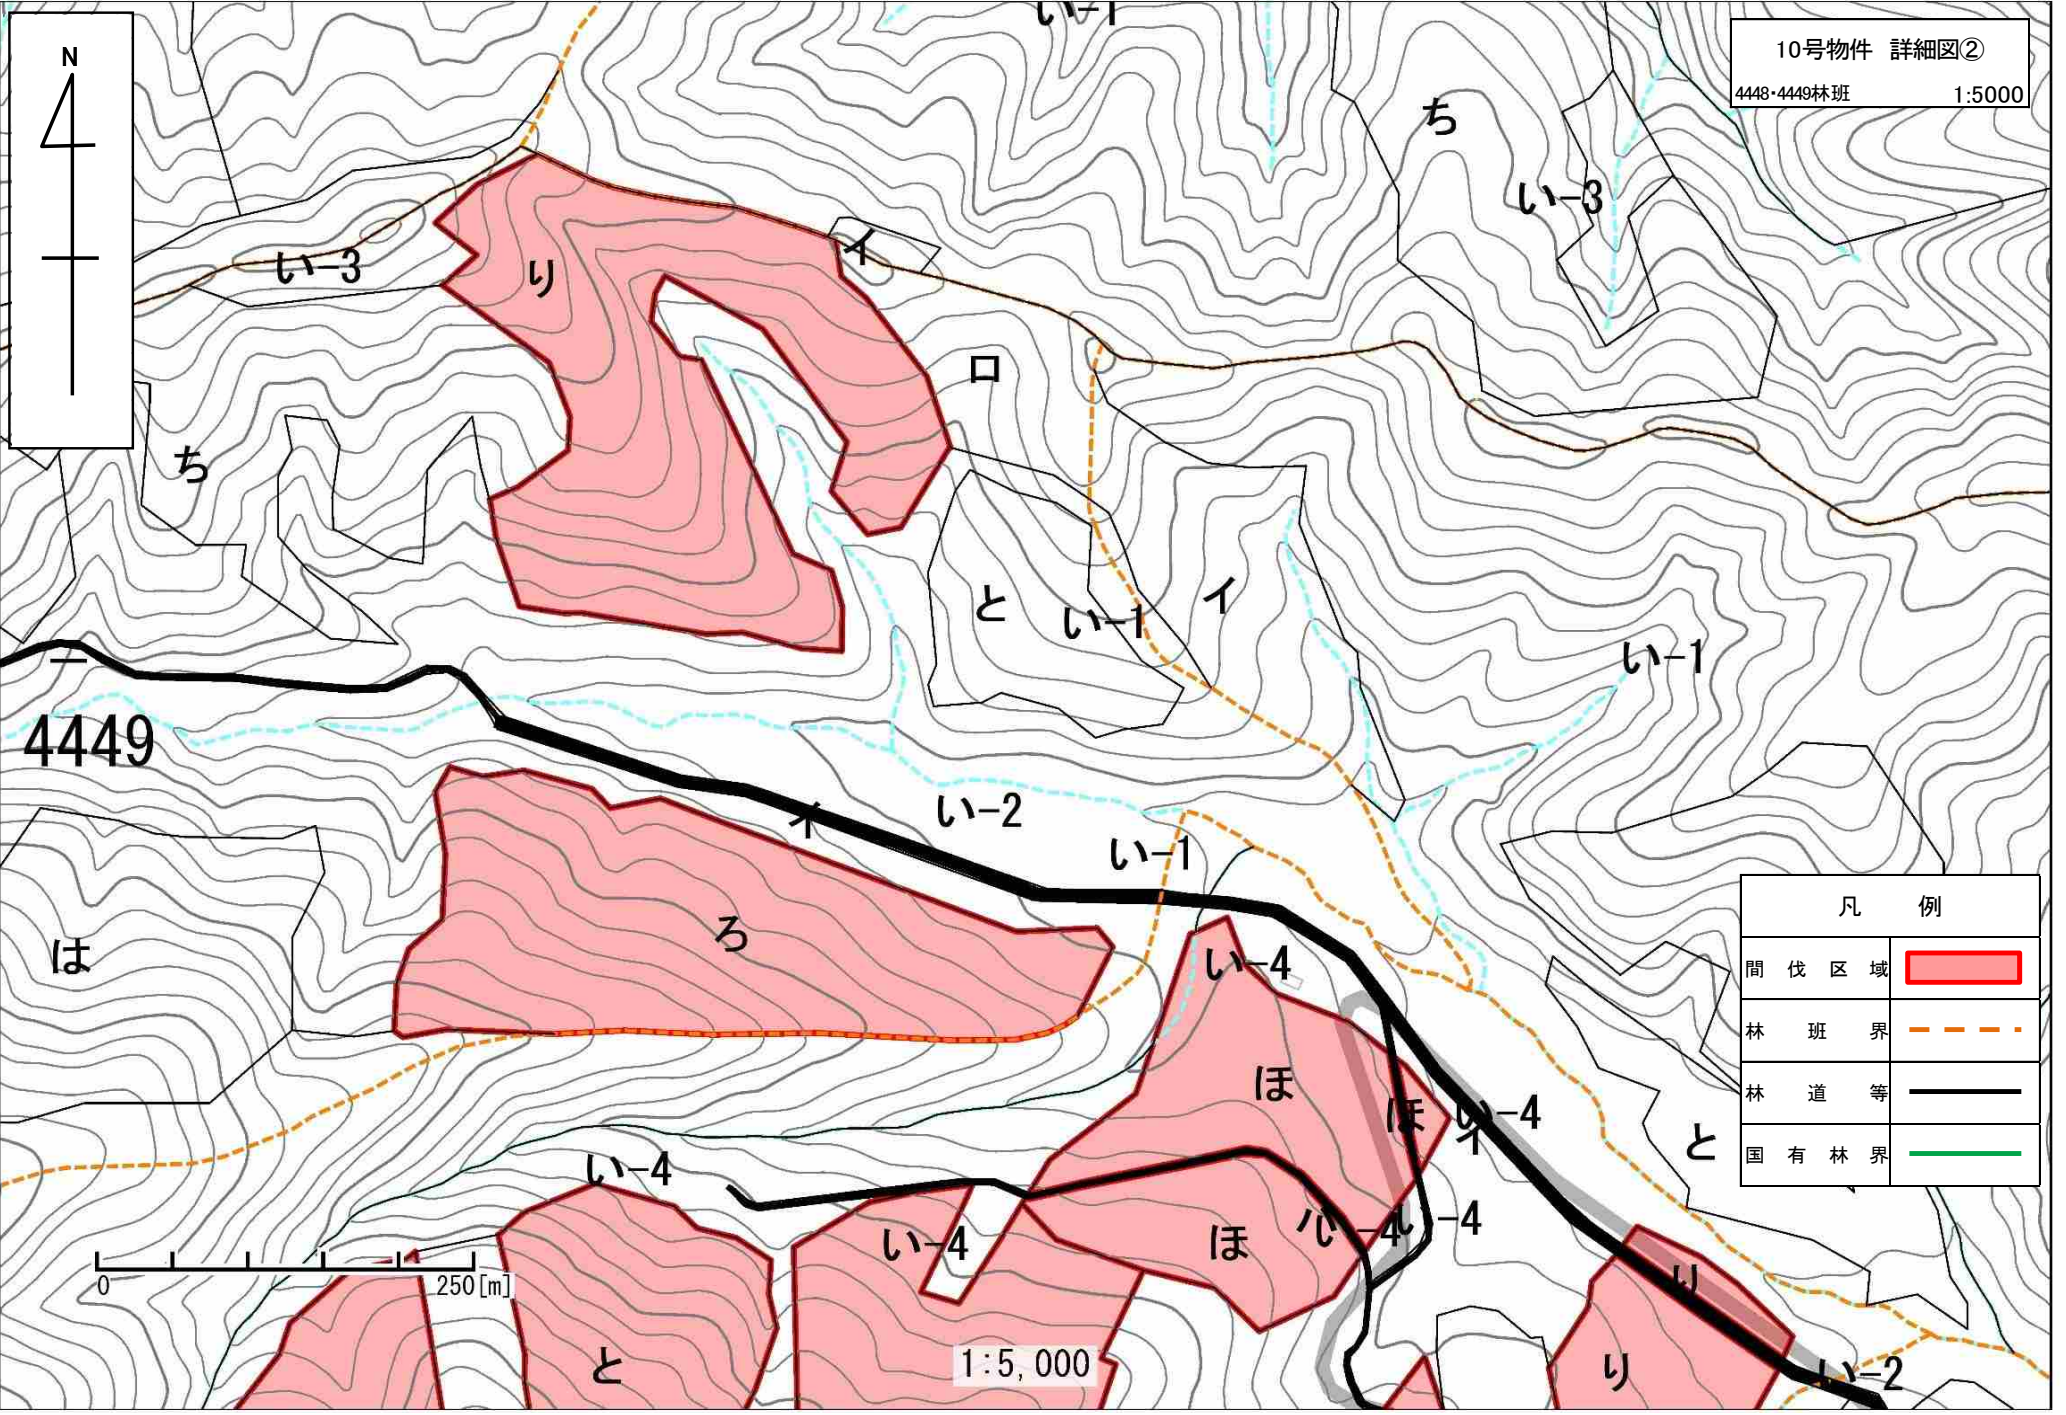 い-1
N
10号物件 詳細図②
4448・4449林班 1:5000
ち
い-3
イ
い-3
り
ロ
ち
と
い-1
イ
い-1
ニ
4449
イ
い-2
い-1
は
ろ
い-4
ほ
ほ
い-4
イ
と
い-4
い-4
ほ
ハ
い-4
い-4
り
と
り
い-2
0 250[m]
1:5,000
凡 例
間伐区域
林班界
林道等
国有林界